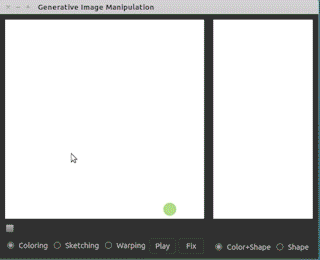 Generative Image Manipulation
Coloring Sketching Warping Play Fix Color+Shape Shape